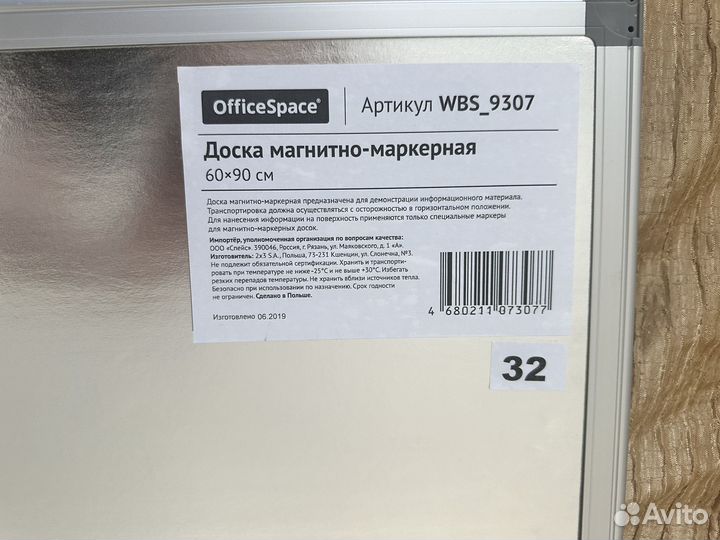 OfficeSpace®
Артикул WBS_9307
Доска магнитно-маркерная
60×90 см
Доска магнитно-маркерная предназначена для демонстрации информационного материала.
Транспортировка должна осуществляться с осторожностью в горизонтальном положении.
Для нанесения информации на поверхность применяются только специальные маркеры
для магнитно-маркерных досок.
Импортёр, уполномоченная организация по вопросам качества:
ООО «Спейс». 390046, Россия, г. Рязань, ул. Маяковского, д. 1 «А».
Изготовитель: 2x3 S.A., Польша, 73-231 Кшенцин, ул. Слонечна, №3.
Не подлежит обязательной сертификации. Хранить и транспорти-
ровать при температуре не ниже -25°С и не выше +30°С. Избегать
резких перепадов температуры. Не хранить вблизи источников тепла.
Безопасно при использовании по назначению. Срок годности
не ограничен. Сделано в Польше.
Изготовлено 06.2019
4 680211 073077
32
Avito